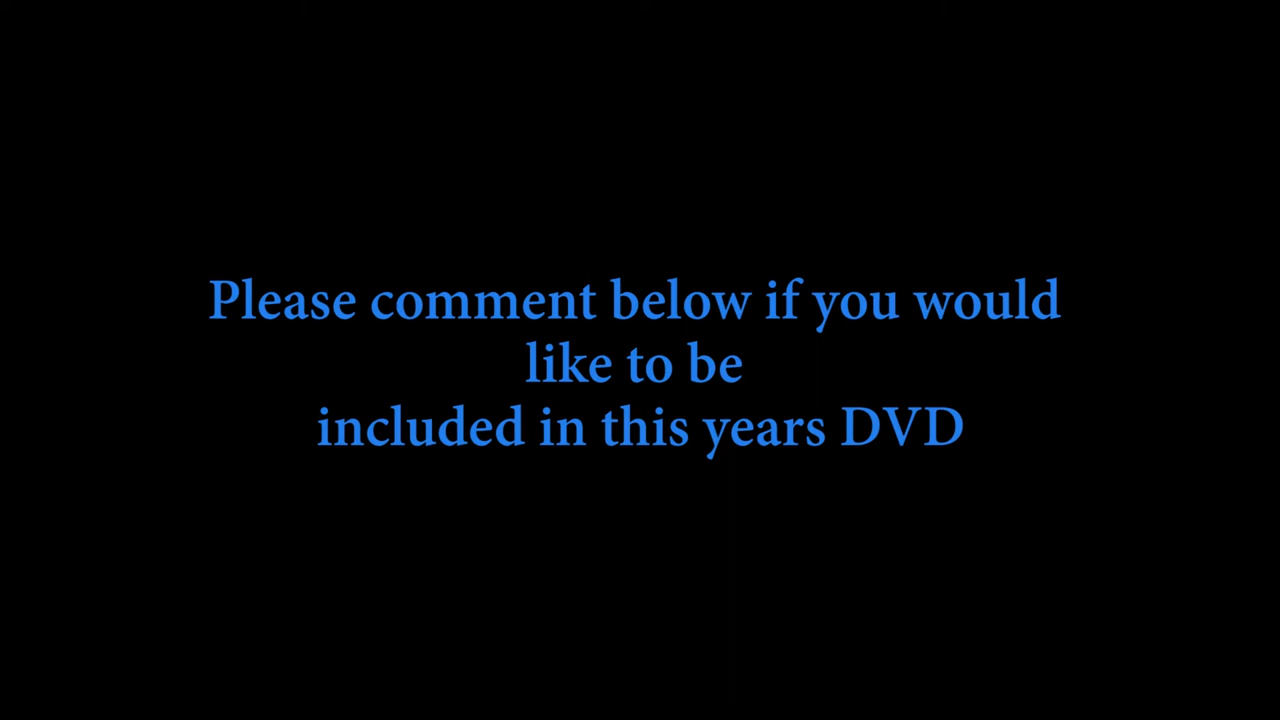 Please comment below if you would
like to be
included in this years DVD